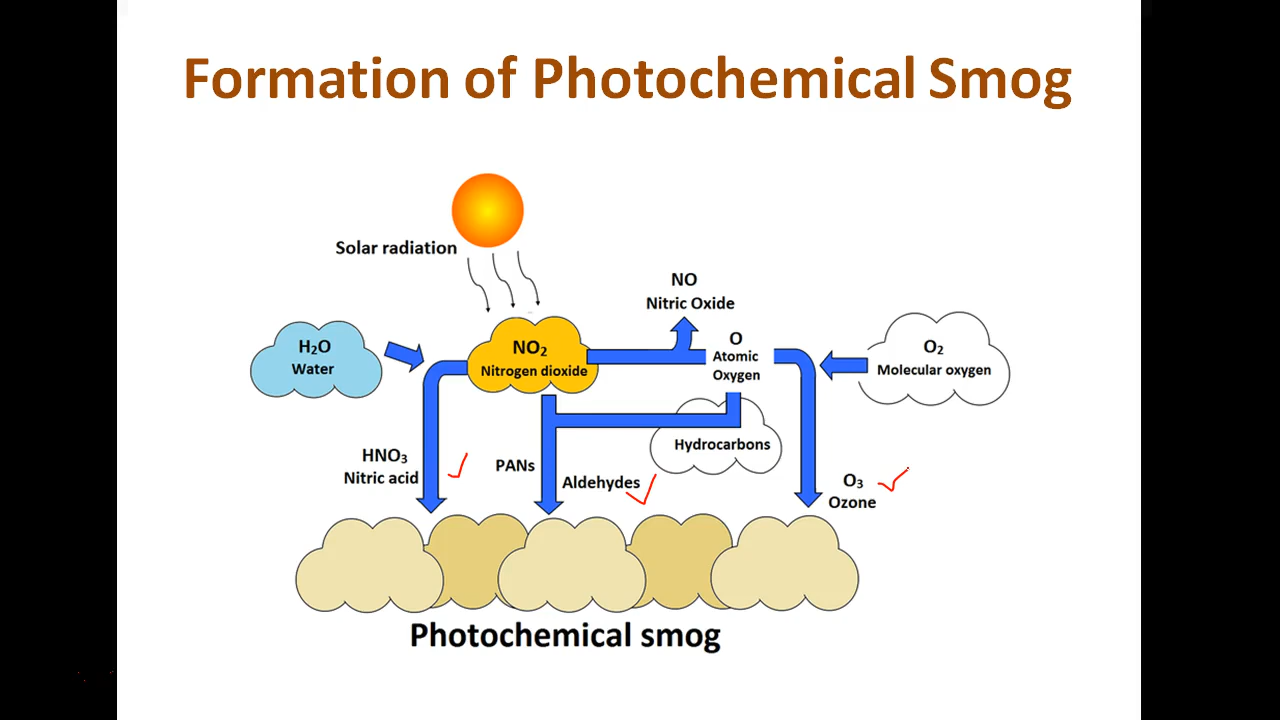 Formation of Photochemical Smog
Solar radiation
NO
Nitric Oxide
H₂O
Water
NO₂
Nitrogen dioxide
O
Atomic
Oxygen
O₂
Molecular oxygen
Hydrocarbons
HNO₃
Nitric acid
PANs
Aldehydes
O₃
Ozone
Photochemical smog